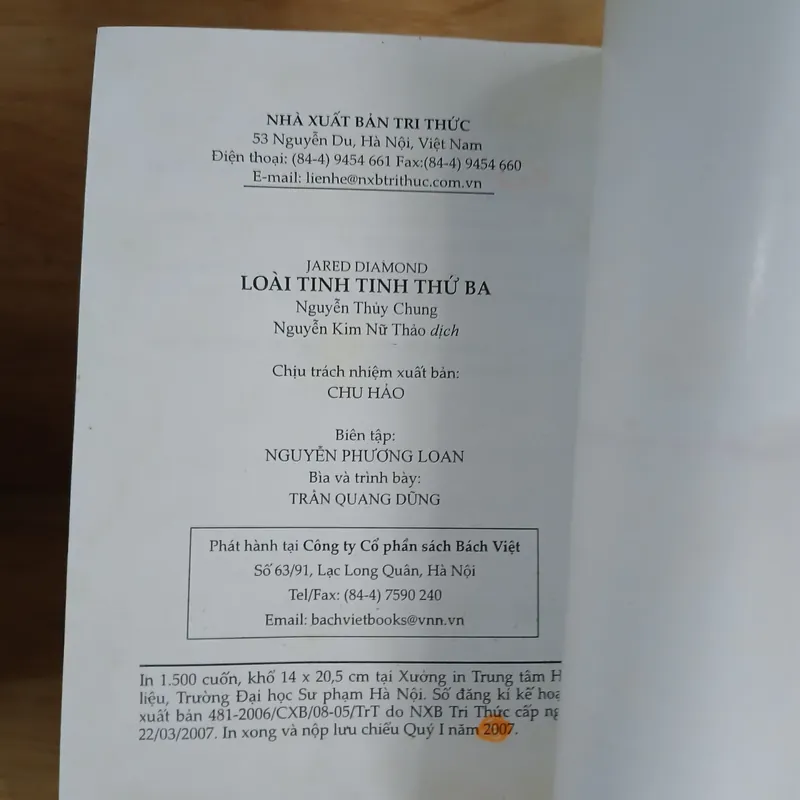 NHÀ XUẤT BẢN TRI THỨC
53 Nguyễn Du, Hà Nội, Việt Nam
Điện thoại: (84-4) 9454 661 Fax:(84-4) 9454 660
E-mail: lienhe@nxbtrithuc.com.vn
JARED DIAMOND
LOÀI TINH TINH THỨ BA
Nguyễn Thủy Chung
Nguyễn Kim Nữ Thảo dịch
Chịu trách nhiệm xuất bản:
CHU HẢO
Biên tập:
NGUYỄN PHƯƠNG LOAN
Bìa và trình bày:
TRẦN QUANG DŨNG
Phát hành tại Công ty Cổ phần sách Bách Việt
Số 63/91, Lạc Long Quân, Hà Nội
Tel/Fax: (84-4) 7590 240
Email: bachvietbooks@vnn.vn
In 1.500 cuốn, khổ 14 x 20,5 cm tại Xưởng in Trung tâm
liệu, Trường Đại học Sư phạm Hà Nội. Số đăng kí kế
xuất bản 481-2006/CXB/08-05/TrT do NXB Tri Thức cấp
22/03/2007. In xong và nộp lưu chiểu Quý I năm 2007.